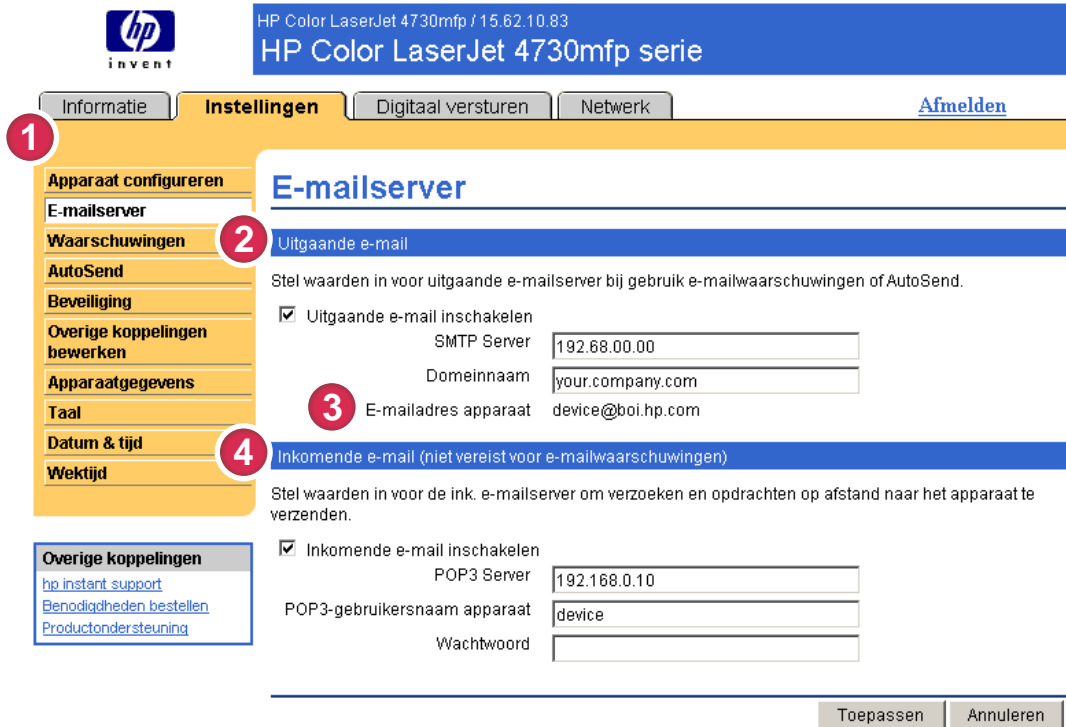 hp
invent
HP Color LaserJet 4730mfp / 15.62.10.83
HP Color LaserJet 4730mfp serie
Informatie
Instellingen
Digitaal versturen
Netwerk
Afmelden
1
Apparaat configureren
E-mailserver
Waarschuwingen
AutoSend
Beveiliging
Overige koppelingen
bewerken
Apparaatgegevens
Taal
Datum & tijd
Wektijd
Overige koppelingen
hp instant support
Benodigdheden bestellen
Productondersteuning
E-mailserver
2
Uitgaande e-mail
Stel waarden in voor uitgaande e-mailserver bij gebruik e-mailwaarschuwingen of AutoSend.
Uitgaande e-mail inschakelen
SMTP Server 192.68.00.00
Domeinnaam your.company.com
3 E-mailadres apparaat device@boi.hp.com
4
Inkomende e-mail (niet vereist voor e-mailwaarschuwingen)
Stel waarden in voor de ink. e-mailserver om verzoeken en opdrachten op afstand naar het apparaat te
verzenden.
Inkomende e-mail inschakelen
POP3 Server 192.168.0.10
POP3-gebruikersnaam apparaat device
Wachtwoord
Toepassen
Annuleren